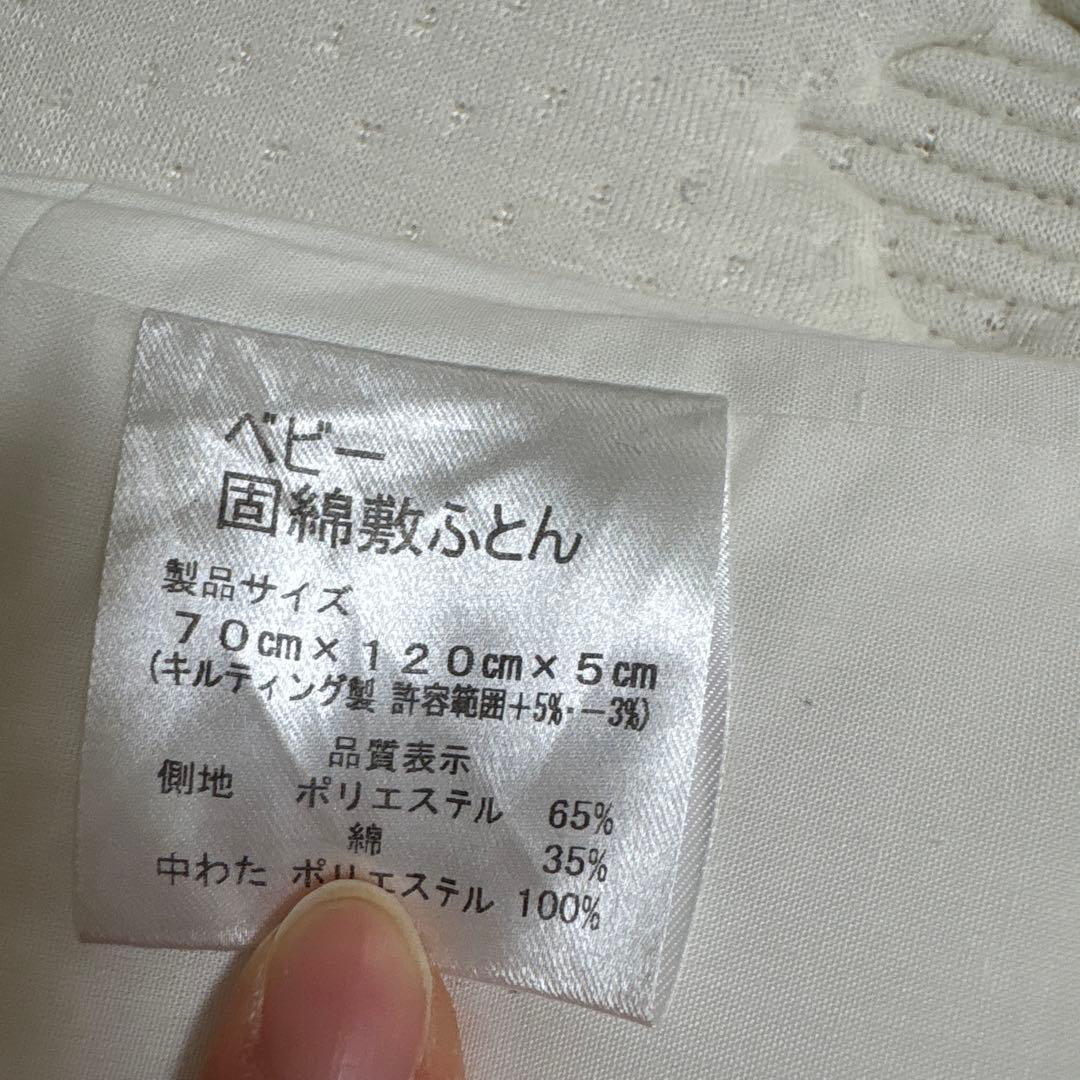 ベビー
固綿敷ふとん
製品サイズ
７０㎝×１２０㎝×５㎝
(キルティング製 許容範囲+5%・-3%)
品質表示
側地 ポリエステル 65%
綿 35%
中わた ポリエステル 100%